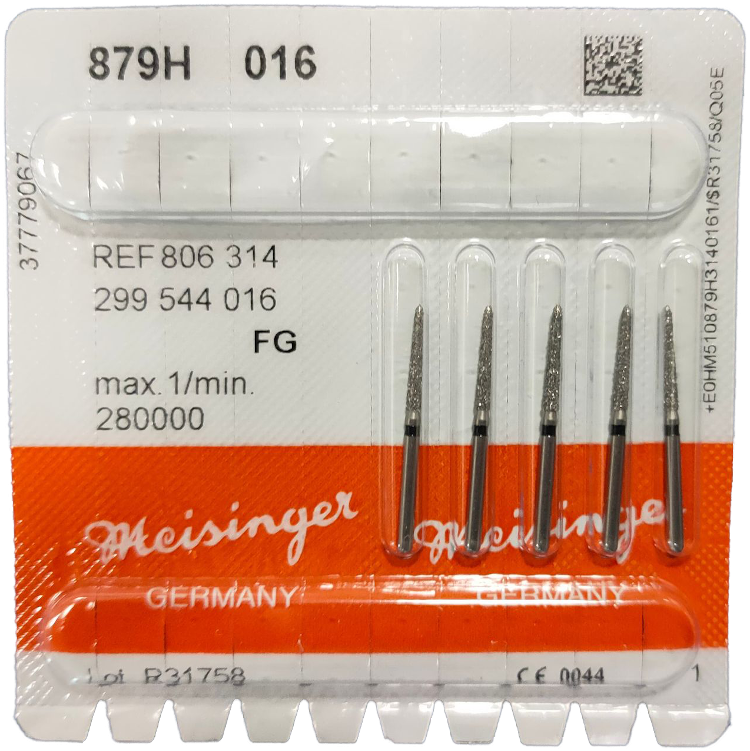 879H 016
37779067
+E0HM510879H3140161/$R31758/Q05E
REF 806 314
299 544 016
FG
max. 1/min.
280000
Meisinger Meisinger
GERMANY GERMANY
Lot R31758 CE 0044 1